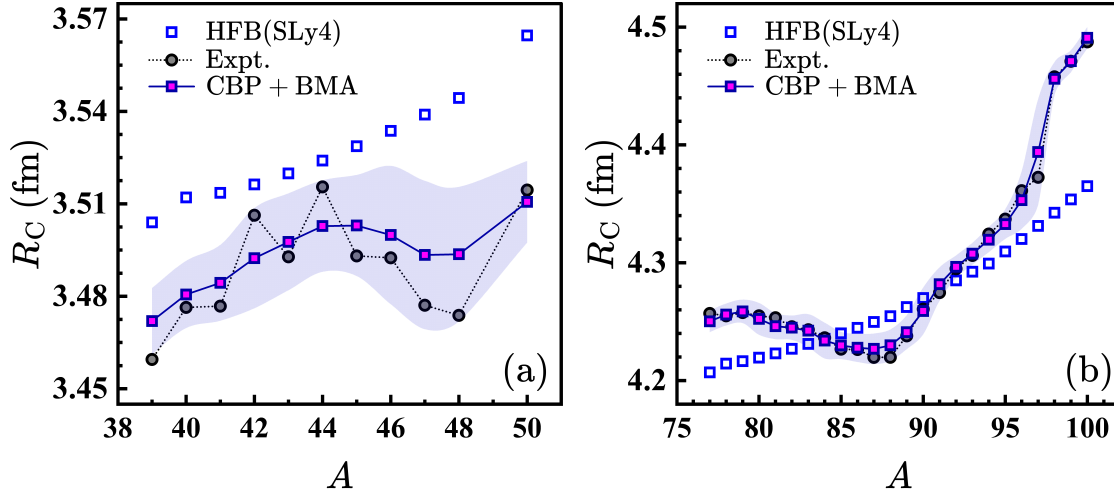 3.57
3.54
3.51
3.48
3.45
R_C (fm)
HFB(SLy4)
Expt.
CBP + BMA
(a)
38 40 42 44 46 48 50
A
4.5
4.4
4.3
4.2
R_C (fm)
HFB(SLy4)
Expt.
CBP + BMA
(b)
75 80 85 90 95 100
A